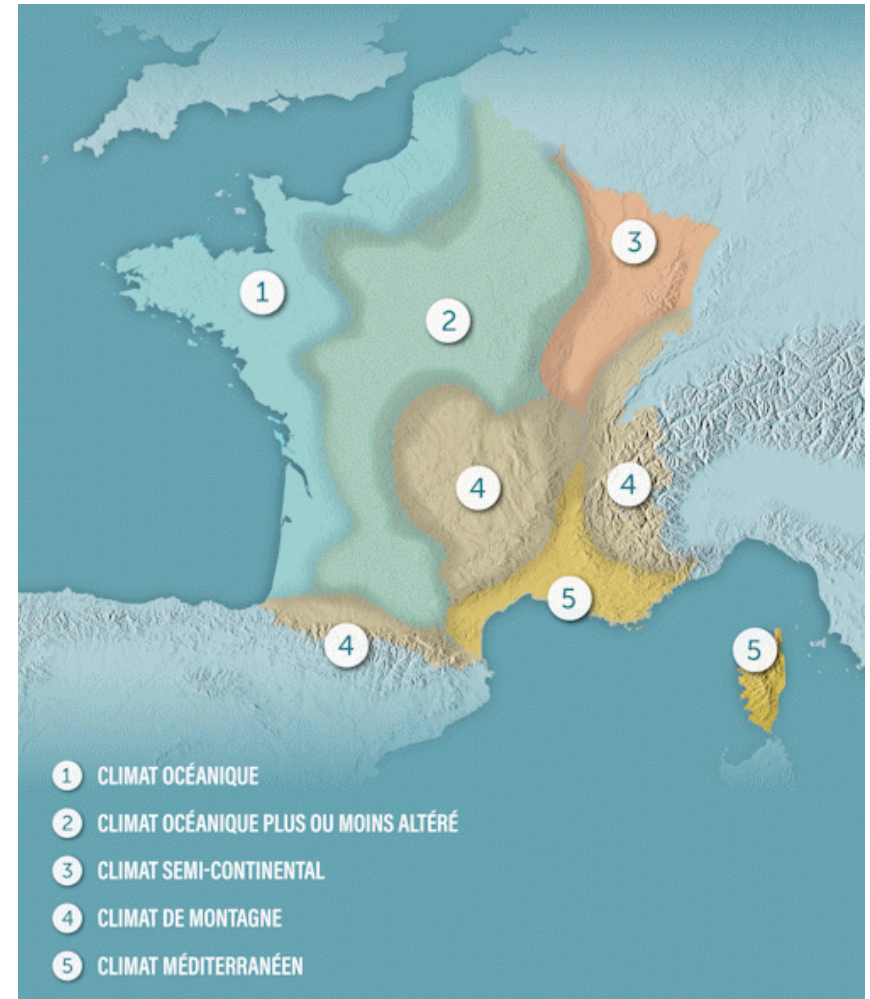 3
1
2
4
4
5
4
5
1 CLIMAT OCÉANIQUE
2 CLIMAT OCÉANIQUE PLUS OU MOINS ALTÉRÉ
3 CLIMAT SEMI-CONTINENTAL
4 CLIMAT DE MONTAGNE
5 CLIMAT MÉDITERRANÉEN